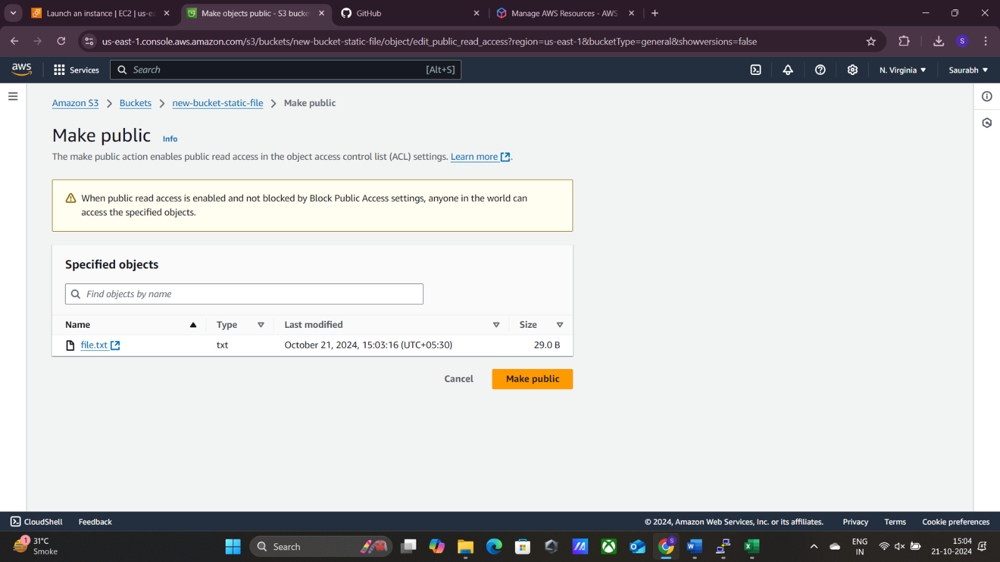 Launch an instance | EC2 | us-ea
Make objects public - S3 bucke
GitHub
Manage AWS Resources - AWS
us-east-1.console.aws.amazon.com/s3/buckets/new-bucket-static-file/object/edit_public_read_access?region=us-east-1&bucketType=general&showversions=false
S
aws
Services
Search
[Alt+S]
N. Virginia
Saurabh
Amazon S3
Buckets
new-bucket-static-file
Make public
Make public
Info
The make public action enables public read access in the object access control list (ACL) settings. Learn more .
When public read access is enabled and not blocked by Block Public Access settings, anyone in the world can
access the specified objects.
Specified objects
Find objects by name
Name Type Last modified Size
file.txt txt October 21, 2024, 15:03:16 (UTC+05:30) 29.0 B
Cancel
Make public
CloudShell
Feedback
© 2024, Amazon Web Services, Inc. or its affiliates.
Privacy
Terms
Cookie preferences
1
31°C
Smoke
Search
S
ENG
IN
15:04
21-10-2024